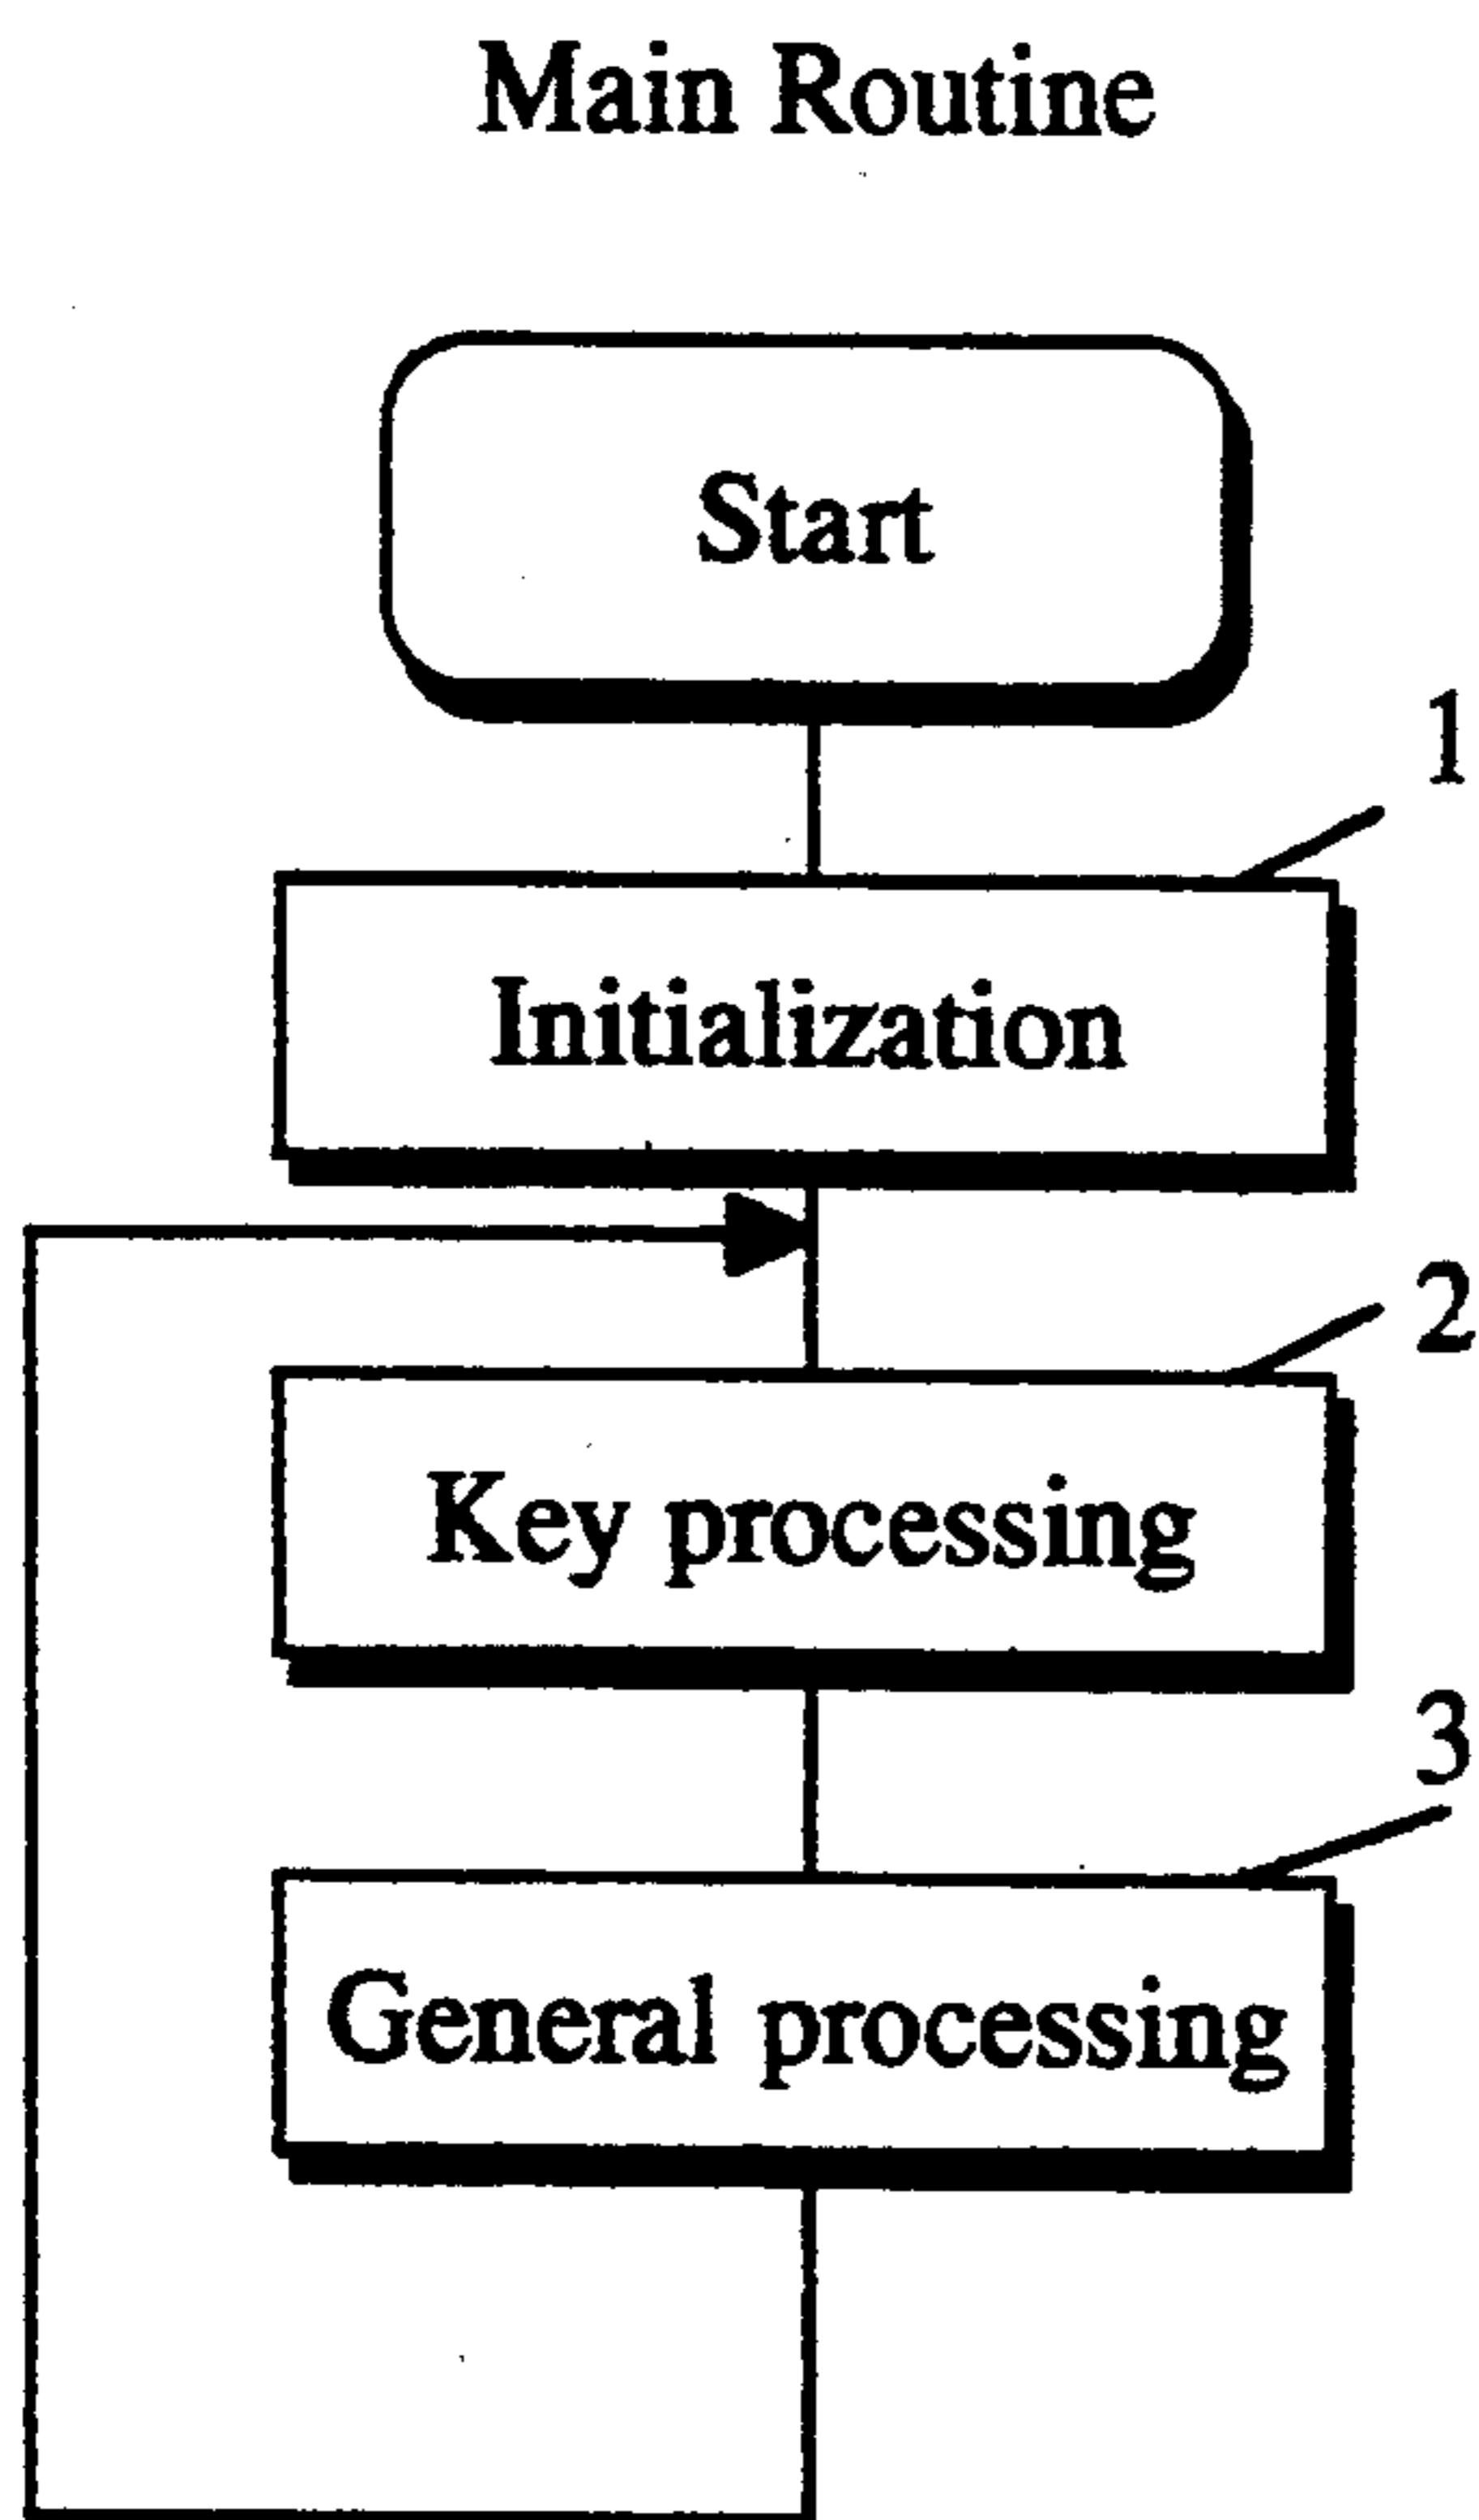 Main Routine
Start
1
Initialization
2
Key processing
3
General processing